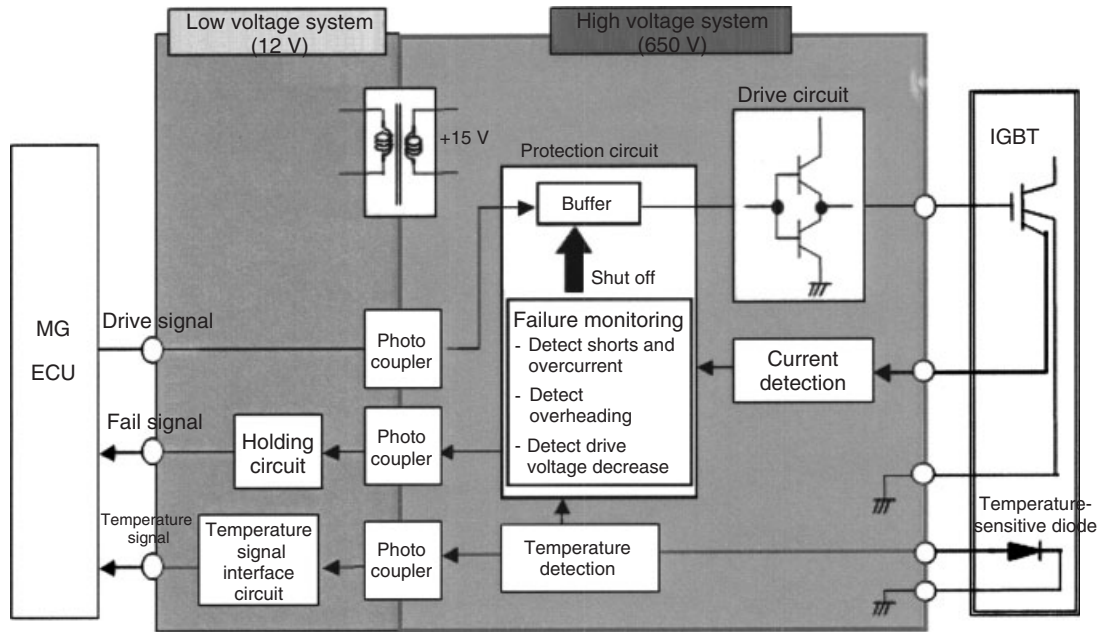 Low voltage system
(12 V)
High voltage system
(650 V)
Drive circuit
IGBT
+15 V
Protection circuit
Buffer
Shut off
MG
ECU
Drive signal
Photo
coupler
Failure monitoring
- Detect shorts and
overcurrent
- Detect
overheading
- Detect drive
voltage decrease
Current
detection
Fail signal
Holding
circuit
Photo
coupler
Temperature
signal
Temperature
signal
interface
circuit
Photo
coupler
Temperature
detection
Temperature-
sensitive diode